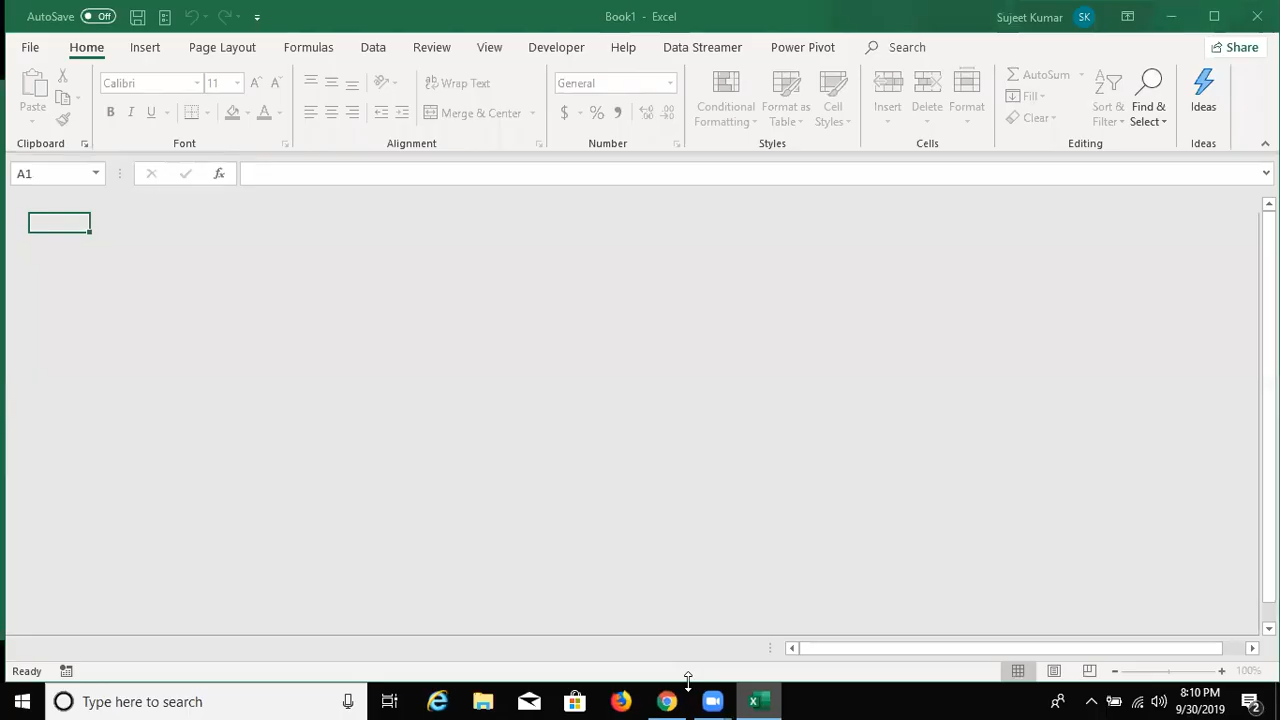 AutoSave Off
Book1 - Excel
Sujeet Kumar SK
File Home Insert Page Layout Formulas Data Review View Developer Help Data Streamer Power Pivot Search Share
Calibri 11
Wrap Text
General
AutoSum
Paste
B I U A
Merge & Center
$ % ,
Conditional Formatting
Format as Table
Cell Styles
Insert Delete Format
Fill
Clear
Sort & Filter
Find & Select
Ideas
Clipboard Font Alignment Number Styles Cells Editing Ideas
A1
fx
Ready
100%
Type here to search
8:10 PM
9/30/2019
2